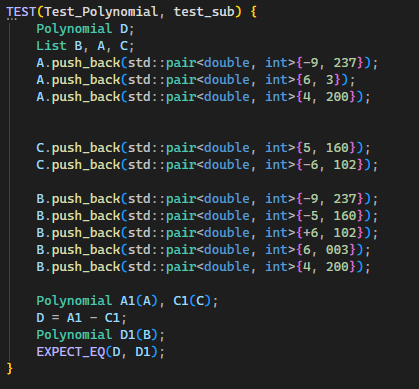 TEST(Test_Polynomial, test_sub) {
    Polynomial D;
    List B, A, C;
    A.push_back(std::pair<double, int>{-9, 237});
    A.push_back(std::pair<double, int>{6, 3});
    A.push_back(std::pair<double, int>{4, 200});
    C.push_back(std::pair<double, int>{5, 160});
    C.push_back(std::pair<double, int>{-6, 102});
    B.push_back(std::pair<double, int>{-9, 237});
    B.push_back(std::pair<double, int>{-5, 160});
    B.push_back(std::pair<double, int>{+6, 102});
    B.push_back(std::pair<double, int>{6, 003});
    B.push_back(std::pair<double, int>{4, 200});
    Polynomial A1(A), C1(C);
    D = A1 - C1;
    Polynomial D1(B);
    EXPECT_EQ(D, D1);
}